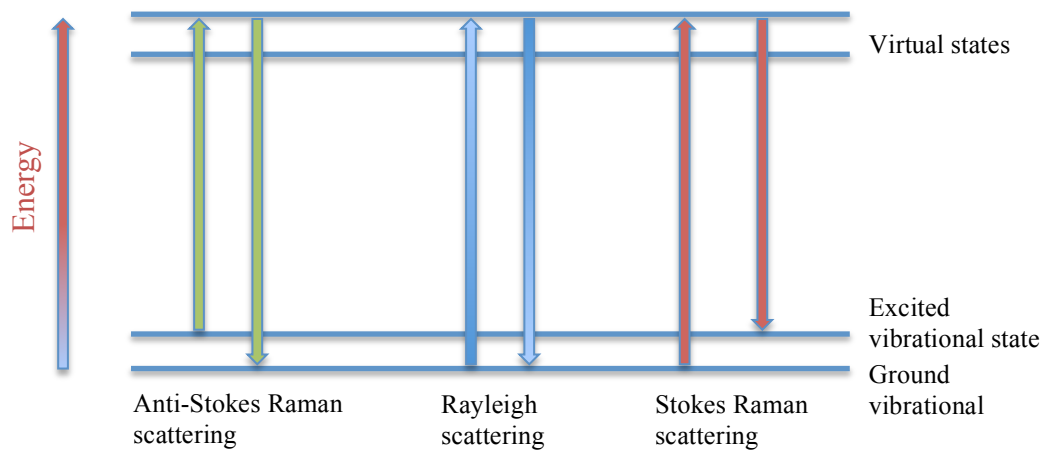 Energy
Virtual states
Excited
vibrational state
Ground
vibrational
Anti-Stokes Raman
scattering
Rayleigh
scattering
Stokes Raman
scattering